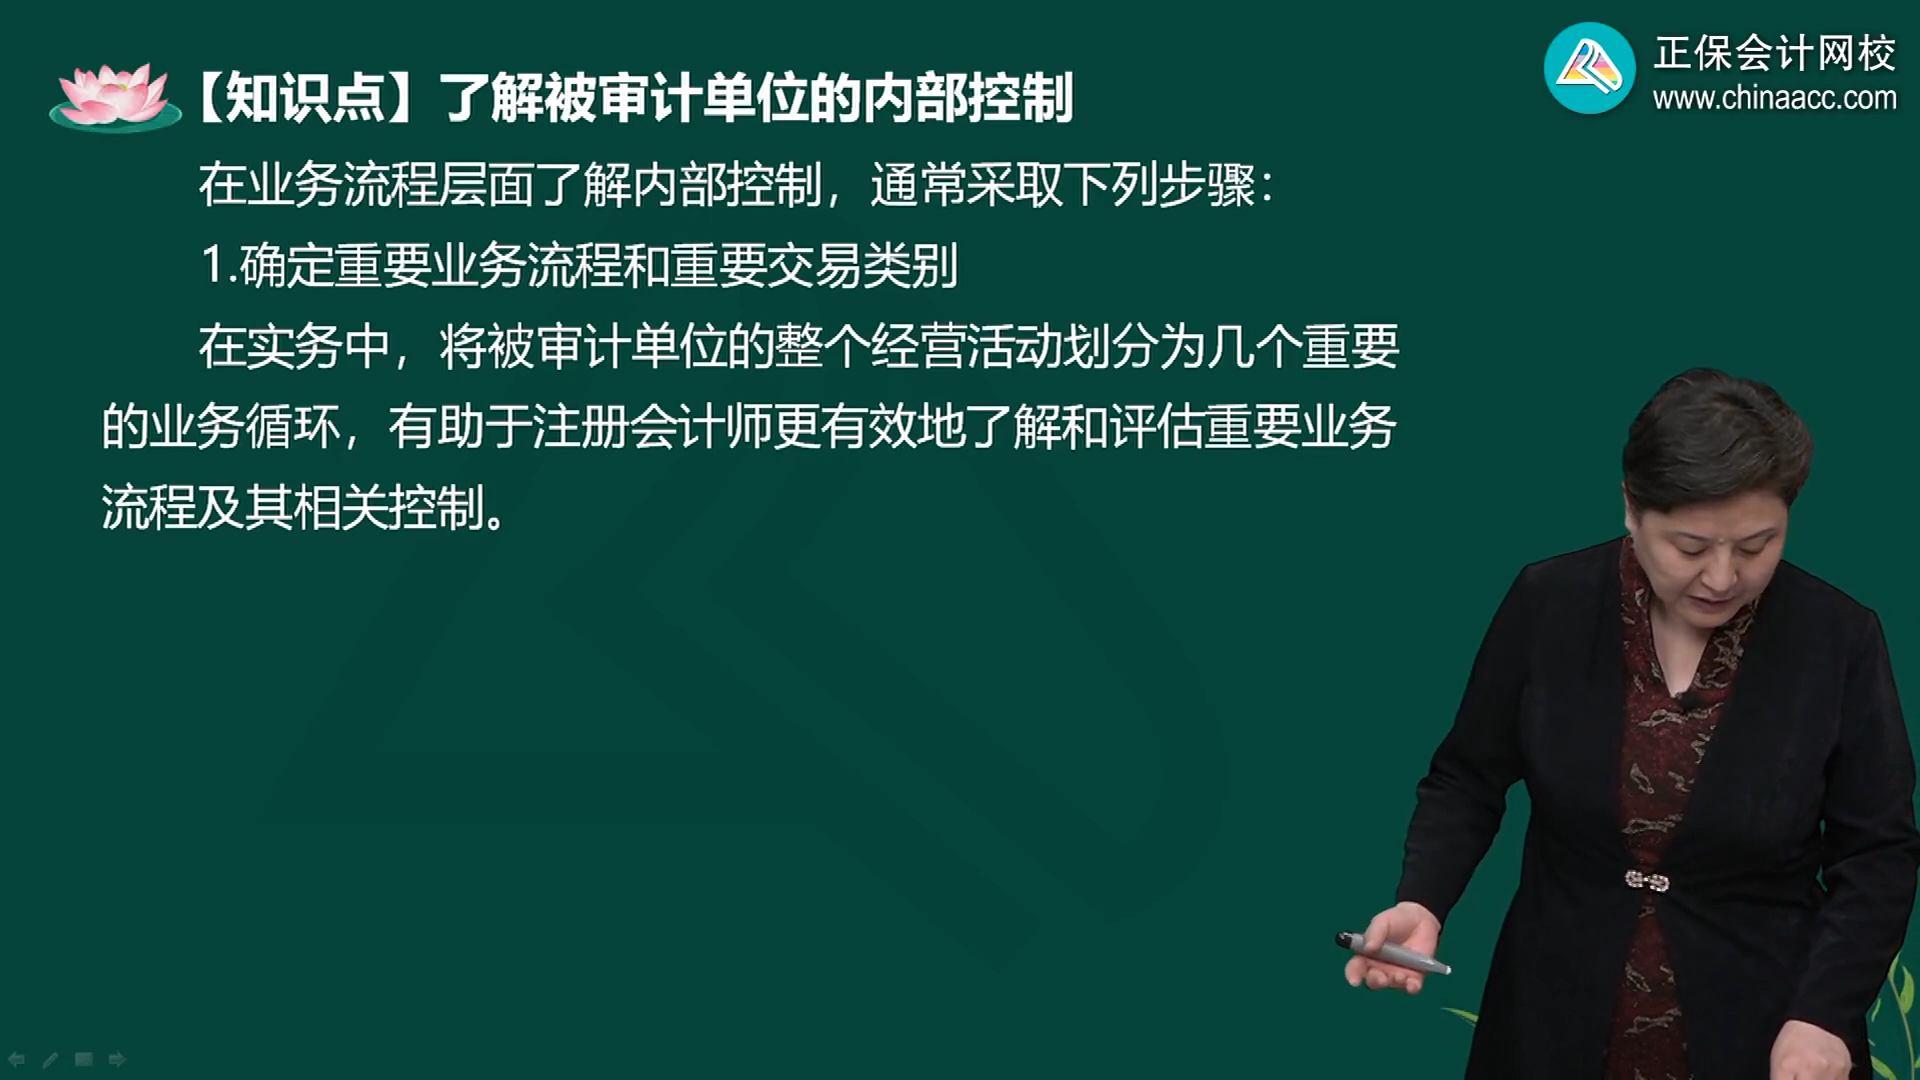 正保会计网校
www.chinaacc.com
【知识点】了解被审计单位的内部控制
在业务流程层面了解内部控制，通常采取下列步骤：
1.确定重要业务流程和重要交易类别
在实务中，将被审计单位的整个经营活动划分为几个重要
的业务循环，有助于注册会计师更有效地了解和评估重要业务
流程及其相关控制。